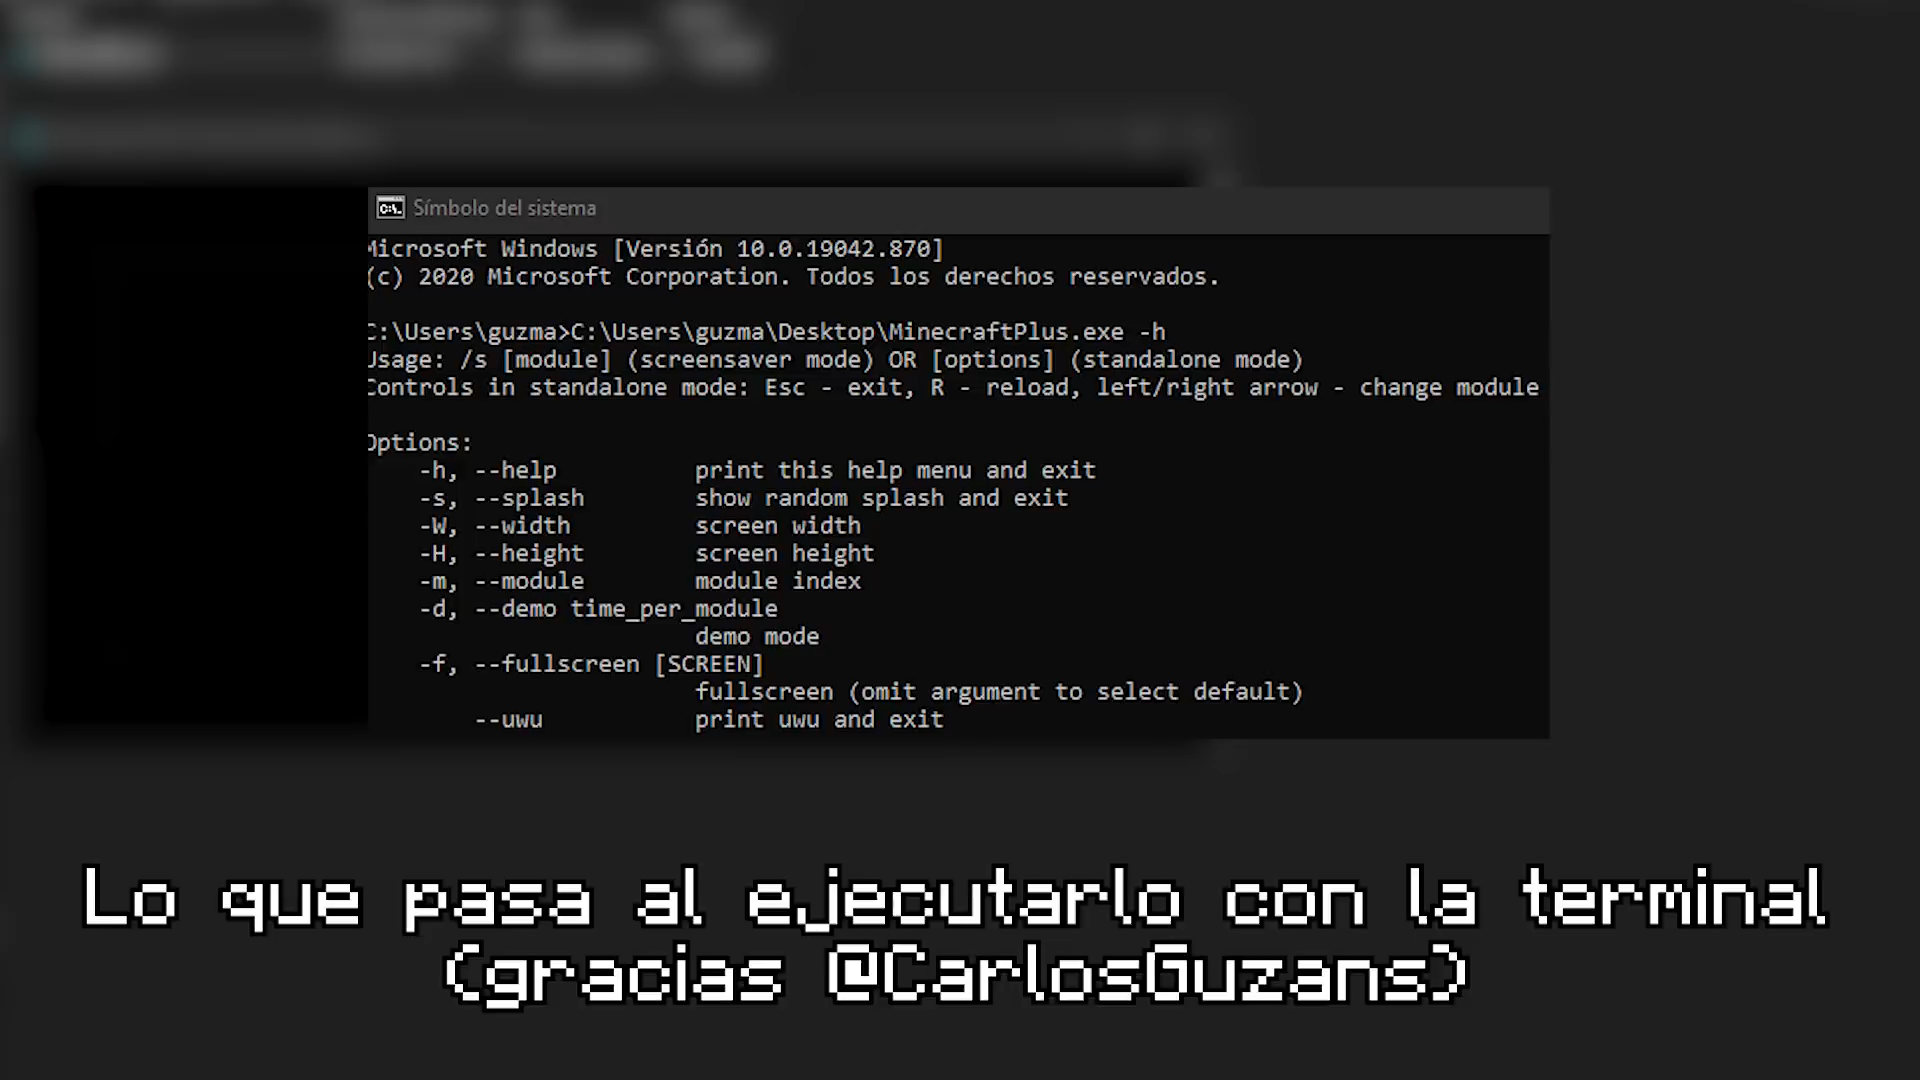 Símbolo del sistema
Microsoft Windows [Versión 10.0.19042.870]
(c) 2020 Microsoft Corporation. Todos los derechos reservados.
C:\Users\guzma>C:\Users\guzma\Desktop\MinecraftPlus.exe -h
Usage: /s [module] (screensaver mode) OR [options] (standalone mode)
Controls in standalone mode: Esc - exit, R - reload, left/right arrow - change module
Options:
-h, --help print this help menu and exit
-s, --splash show random splash and exit
-W, --width screen width
-H, --height screen height
-m, --module module index
-d, --demo time_per_module
demo mode
-f, --fullscreen [SCREEN]
fullscreen (omit argument to select default)
--uwu print uwu and exit
Lo que pasa al ejecutarlo con la terminal
(gracias @CarlosGuzans)